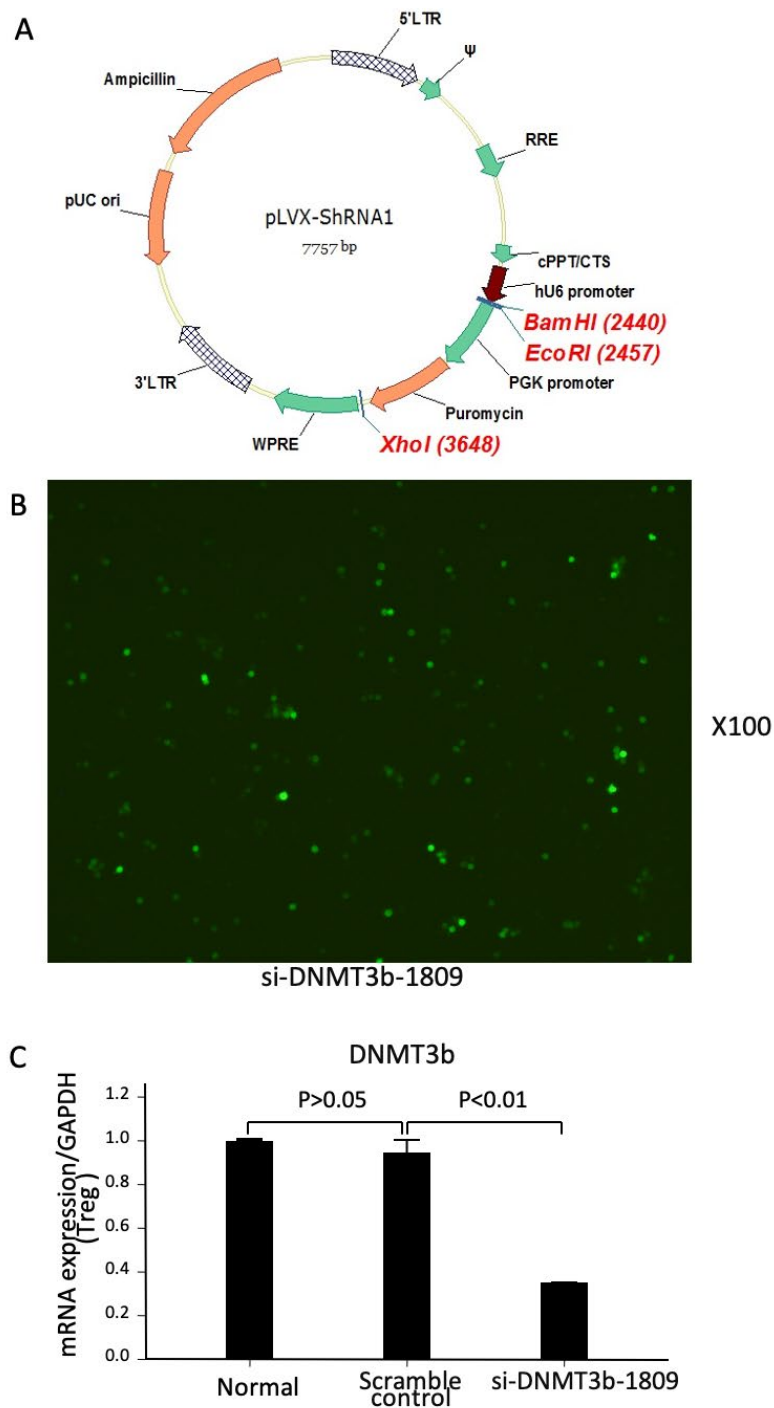 A
5'LTR
Ψ
Ampicillin
RRE
pUC ori
pLVX-ShRNA1
7757 bp
cPPT/CTS
hU6 promoter
BamHI (2440)
EcoRI (2457)
PGK promoter
3'LTR
Puromycin
WPRE
XhoI (3648)
B
X100
si-DNMT3b-1809
C
DNMT3b
mRNA expression/GAPDH
(Treg )
1.2
1.0
0.8
0.6
0.4
0.2
0.0
P>0.05
P<0.01
Normal
Scramble
control
si-DNMT3b-1809